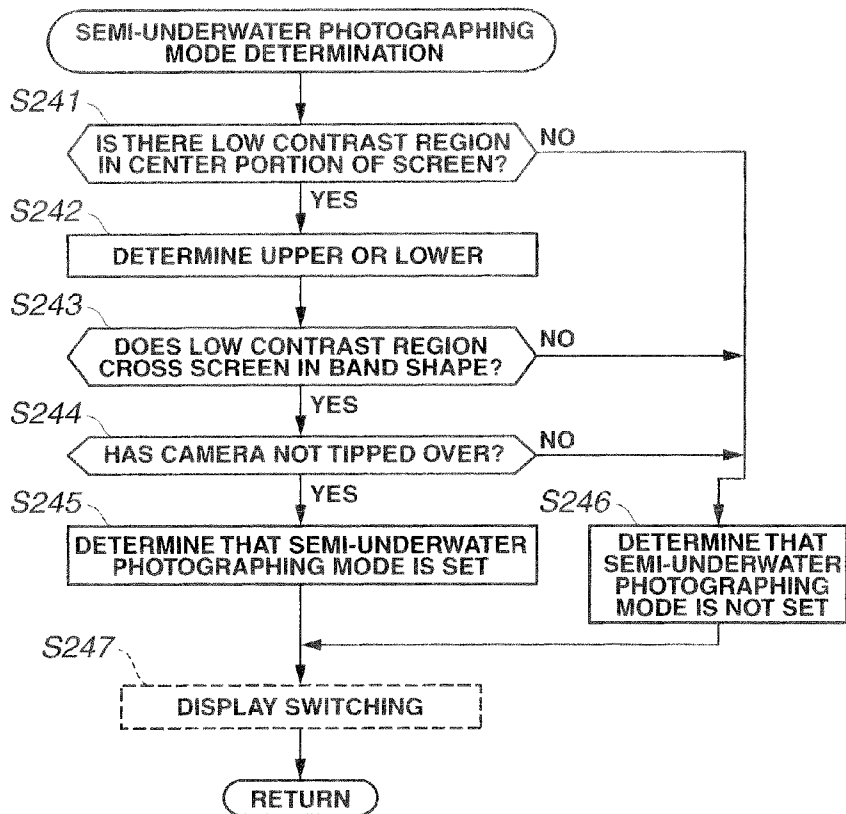 SEMI-UNDERWATER PHOTOGRAPHING
MODE DETERMINATION
S241
IS THERE LOW CONTRAST REGION
IN CENTER PORTION OF SCREEN?
NO
YES
S242
DETERMINE UPPER OR LOWER
S243
DOES LOW CONTRAST REGION
CROSS SCREEN IN BAND SHAPE?
NO
YES
S244
HAS CAMERA NOT TIPPED OVER?
NO
YES
S245
DETERMINE THAT SEMI-UNDERWATER
PHOTOGRAPHING MODE IS SET
S246
DETERMINE THAT
SEMI-UNDERWATER
PHOTOGRAPHING
MODE IS NOT SET
S247
DISPLAY SWITCHING
RETURN